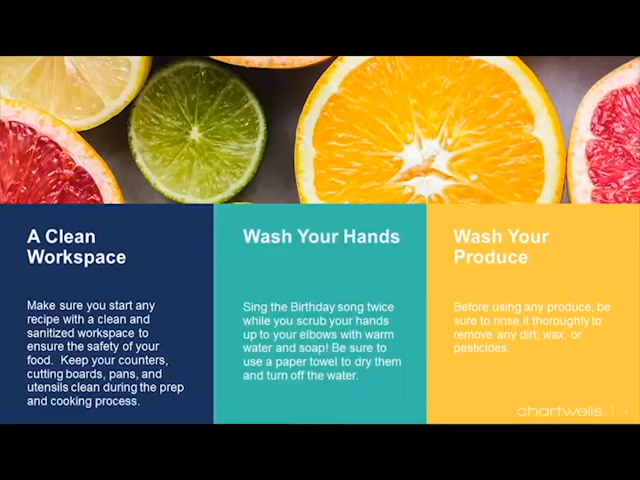 A Clean
Workspace
Make sure you start any
recipe with a clean and
sanitized workspace to
ensure the safety of your
food.  Keep your counters,
cutting boards, pans, and
utensils clean during the prep
and cooking process.
Wash Your Hands
Sing the Birthday song twice
while you scrub your hands
up to your elbows with warm
water and soap! Be sure to
use a paper towel to dry them
and turn off the water.
Wash Your
Produce
Before using any produce, be
sure to rinse it thoroughly to
remove any dirt, wax, or
pesticides.
chartwells